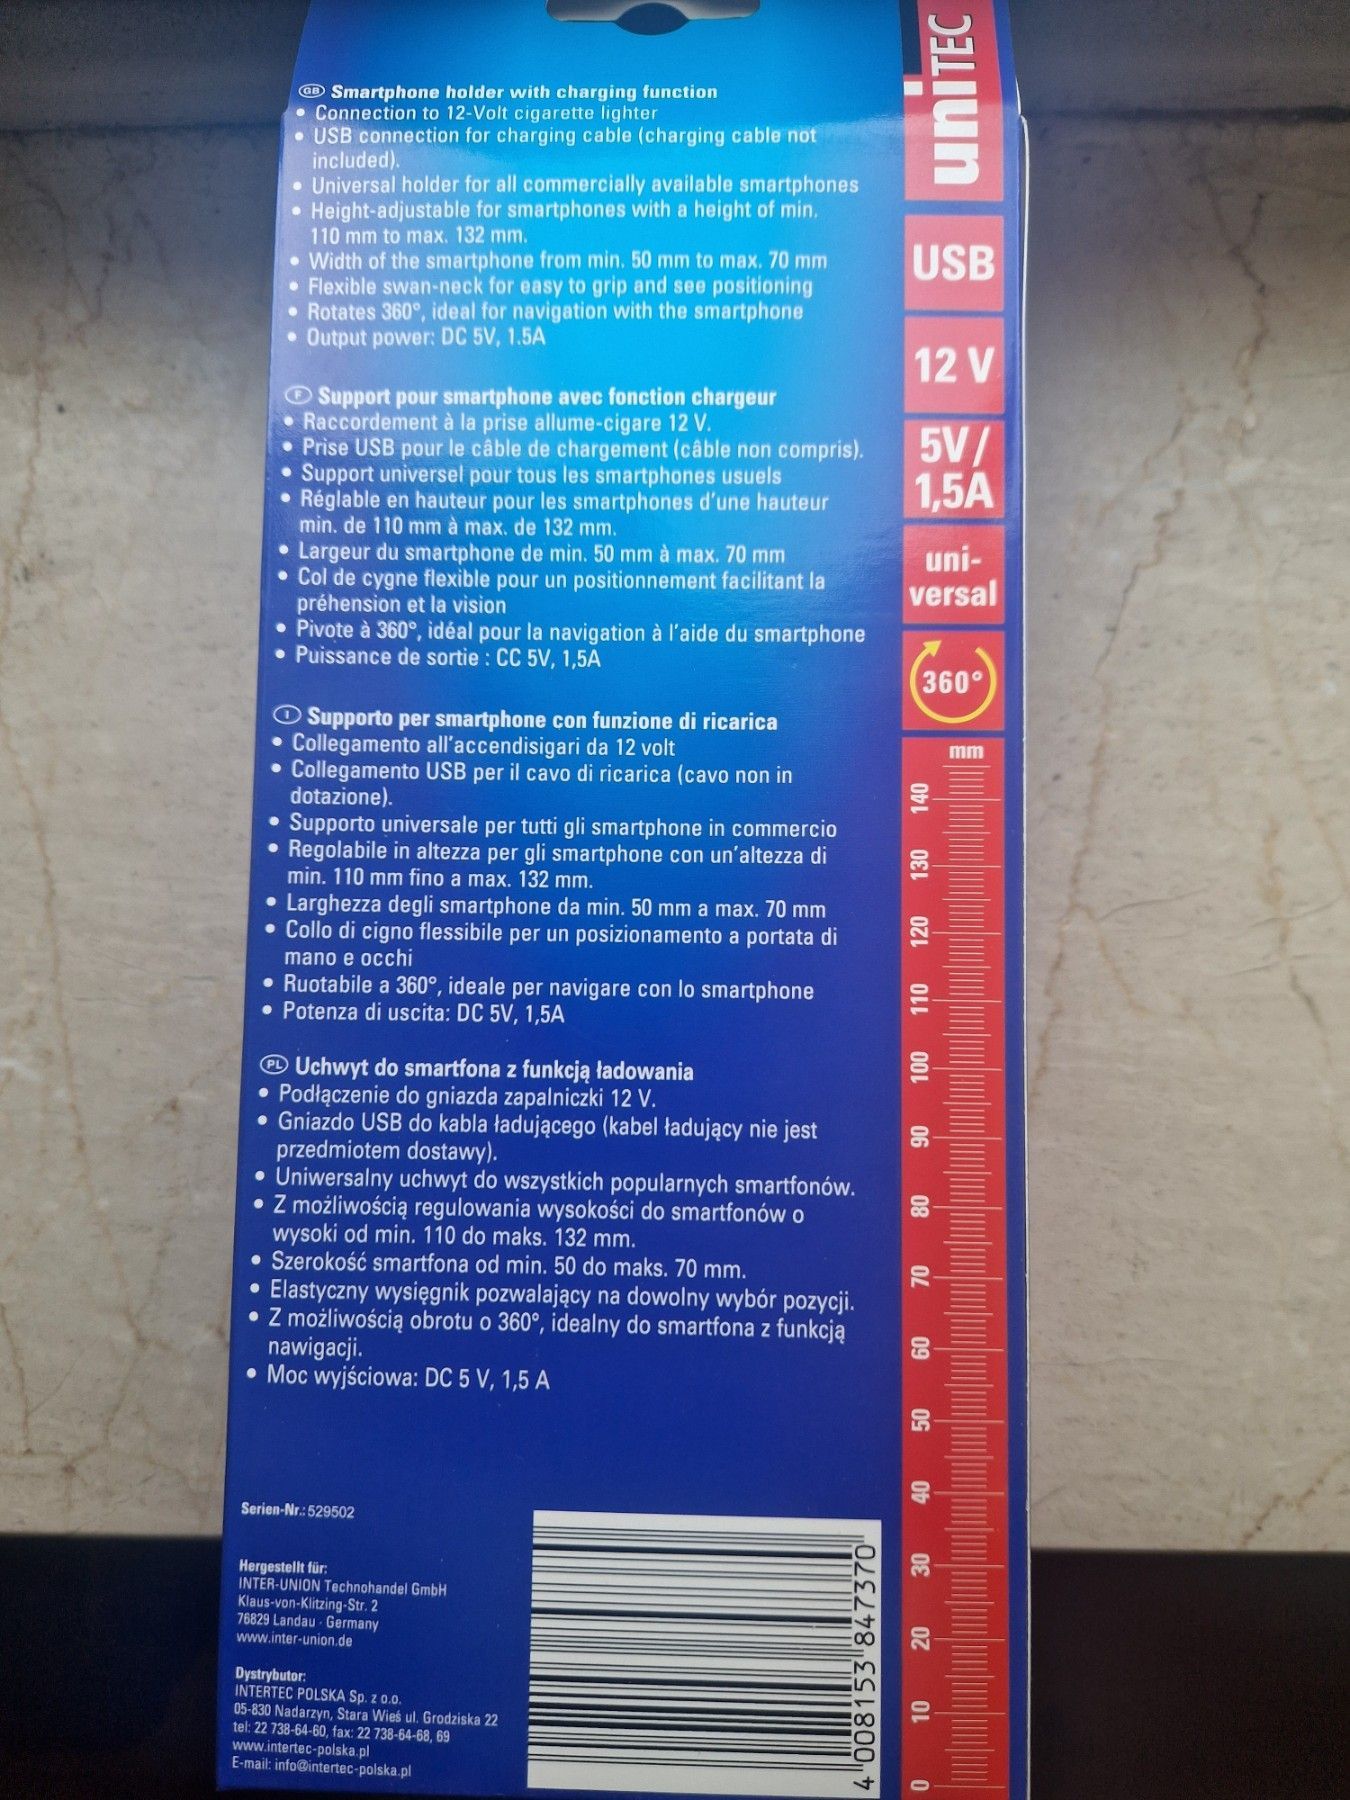 GB Smartphone holder with charging function
• Connection to 12-Volt cigarette lighter
• USB connection for charging cable (charging cable not
included).
• Universal holder for all commercially available smartphones
• Height-adjustable for smartphones with a height of min.
110 mm to max. 132 mm.
• Width of the smartphone from min. 50 mm to max. 70 mm
• Flexible swan-neck for easy to grip and see positioning
• Rotates 360°, ideal for navigation with the smartphone
• Output power: DC 5V, 1.5A
F Support pour smartphone avec fonction chargeur
• Raccordement à la prise allume-cigare 12 V.
• Prise USB pour le câble de chargement (câble non compris).
• Support universel pour tous les smartphones usuels
• Réglable en hauteur pour les smartphones d'une hauteur
min. de 110 mm à max. de 132 mm.
• Largeur du smartphone de min. 50 mm à max. 70 mm
• Col de cygne flexible pour un positionnement facilitant la
préhension et la vision
• Pivote à 360°, idéal pour la navigation à l'aide du smartphone
• Puissance de sortie : CC 5V, 1,5A
I Supporto per smartphone con funzione di ricarica
• Collegamento all'accendisigari da 12 volt
• Collegamento USB per il cavo di ricarica (cavo non in
dotazione).
• Supporto universale per tutti gli smartphone in commercio
• Regolabile in altezza per gli smartphone con un'altezza di
min. 110 mm fino a max. 132 mm.
• Larghezza degli smartphone da min. 50 mm a max. 70 mm
• Collo di cigno flessibile per un posizionamento a portata di
mano e occhi
• Ruotabile a 360°, ideale per navigare con lo smartphone
• Potenza di uscita: DC 5V, 1,5A
PL Uchwyt do smartfona z funkcją ładowania
• Podłączenie do gniazda zapalniczki 12 V.
• Gniazdo USB do kabla ładującego (kabel ładujący nie jest
przedmiotem dostawy).
• Uniwersalny uchwyt do wszystkich popularnych smartfonów.
• Z możliwością regulowania wysokości do smartfonów o
wysoki od min. 110 do maks. 132 mm.
• Szerokość smartfona od min. 50 do maks. 70 mm.
• Elastyczny wysięgnik pozwalający na dowolny wybór pozycji.
• Z możliwością obrotu o 360°, idealny do smartfona z funkcją
nawigacji.
• Moc wyjściowa: DC 5 V, 1,5 A
Serien-Nr.: 529502
Hergestellt für:
INTER-UNION Technohandel GmbH
Klaus-von-Klitzing-Str. 2
76829 Landau · Germany
www.inter-union.de
Dystrybutor:
INTERTEC POLSKA Sp. z o.o.
05-830 Nadarzyn, Stara Wieś ul. Grodziska 22
tel: 22 738-64-60, fax: 22 738-64-68, 69
www.intertec-polska.pl
E-mail: info@intertec-polska.pl
4 008153 847370
uniTEC
USB
12 V
5V/
1,5A
uni-
versal
360°
mm
140
130
120
110
100
90
80
70
60
50
40
30
20
10
0